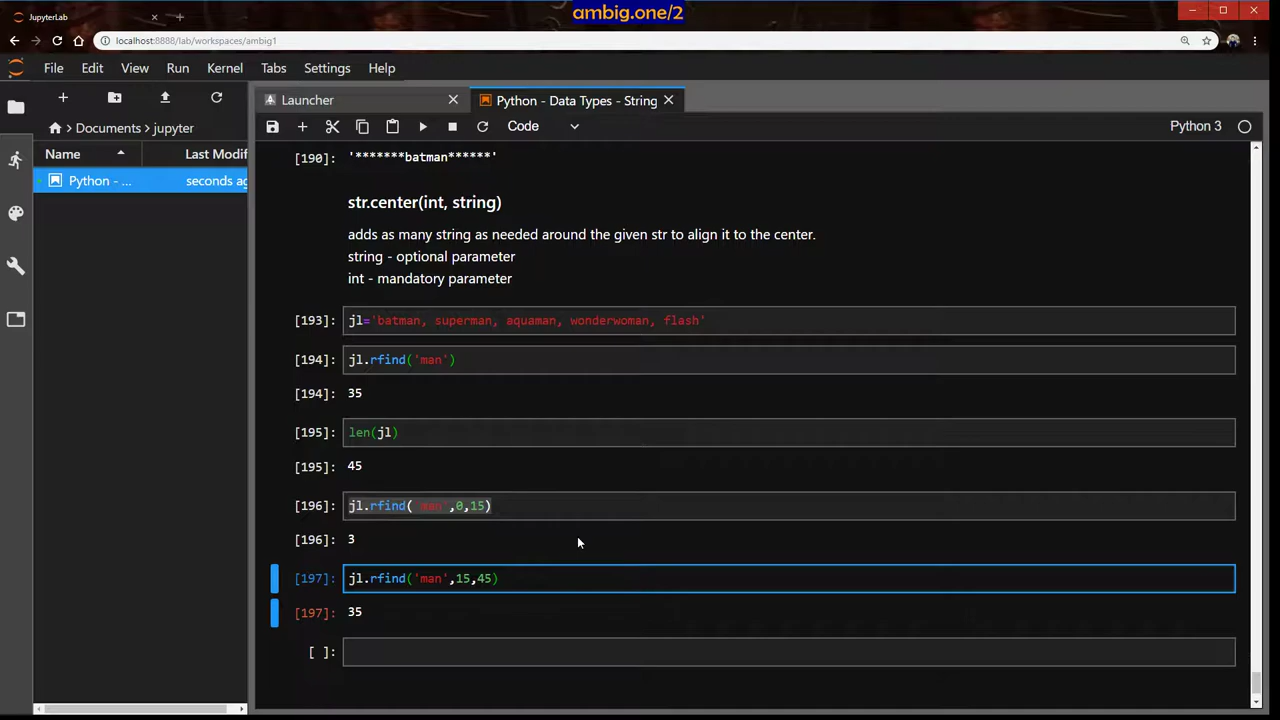 ambig.one/2
JupyterLab
localhost:8888/lab/workspaces/ambig1
File Edit View Run Kernel Tabs Settings Help
Launcher
Python - Data Types - String
Documents jupyter
Code
Python 3
Name Last Modif
Python - ... seconds ag
[190]: '*******batman******'
str.center(int, string)
adds as many string as needed around the given str to align it to the center.
string - optional parameter
int - mandatory parameter
[193]: jl='batman, superman, aquaman, wonderwoman, flash'
[194]: jl.rfind('man')
[194]: 35
[195]: len(jl)
[195]: 45
[196]: jl.rfind('man',0,15)
[196]: 3
[197]: jl.rfind('man',15,45)
[197]: 35
[ ]: